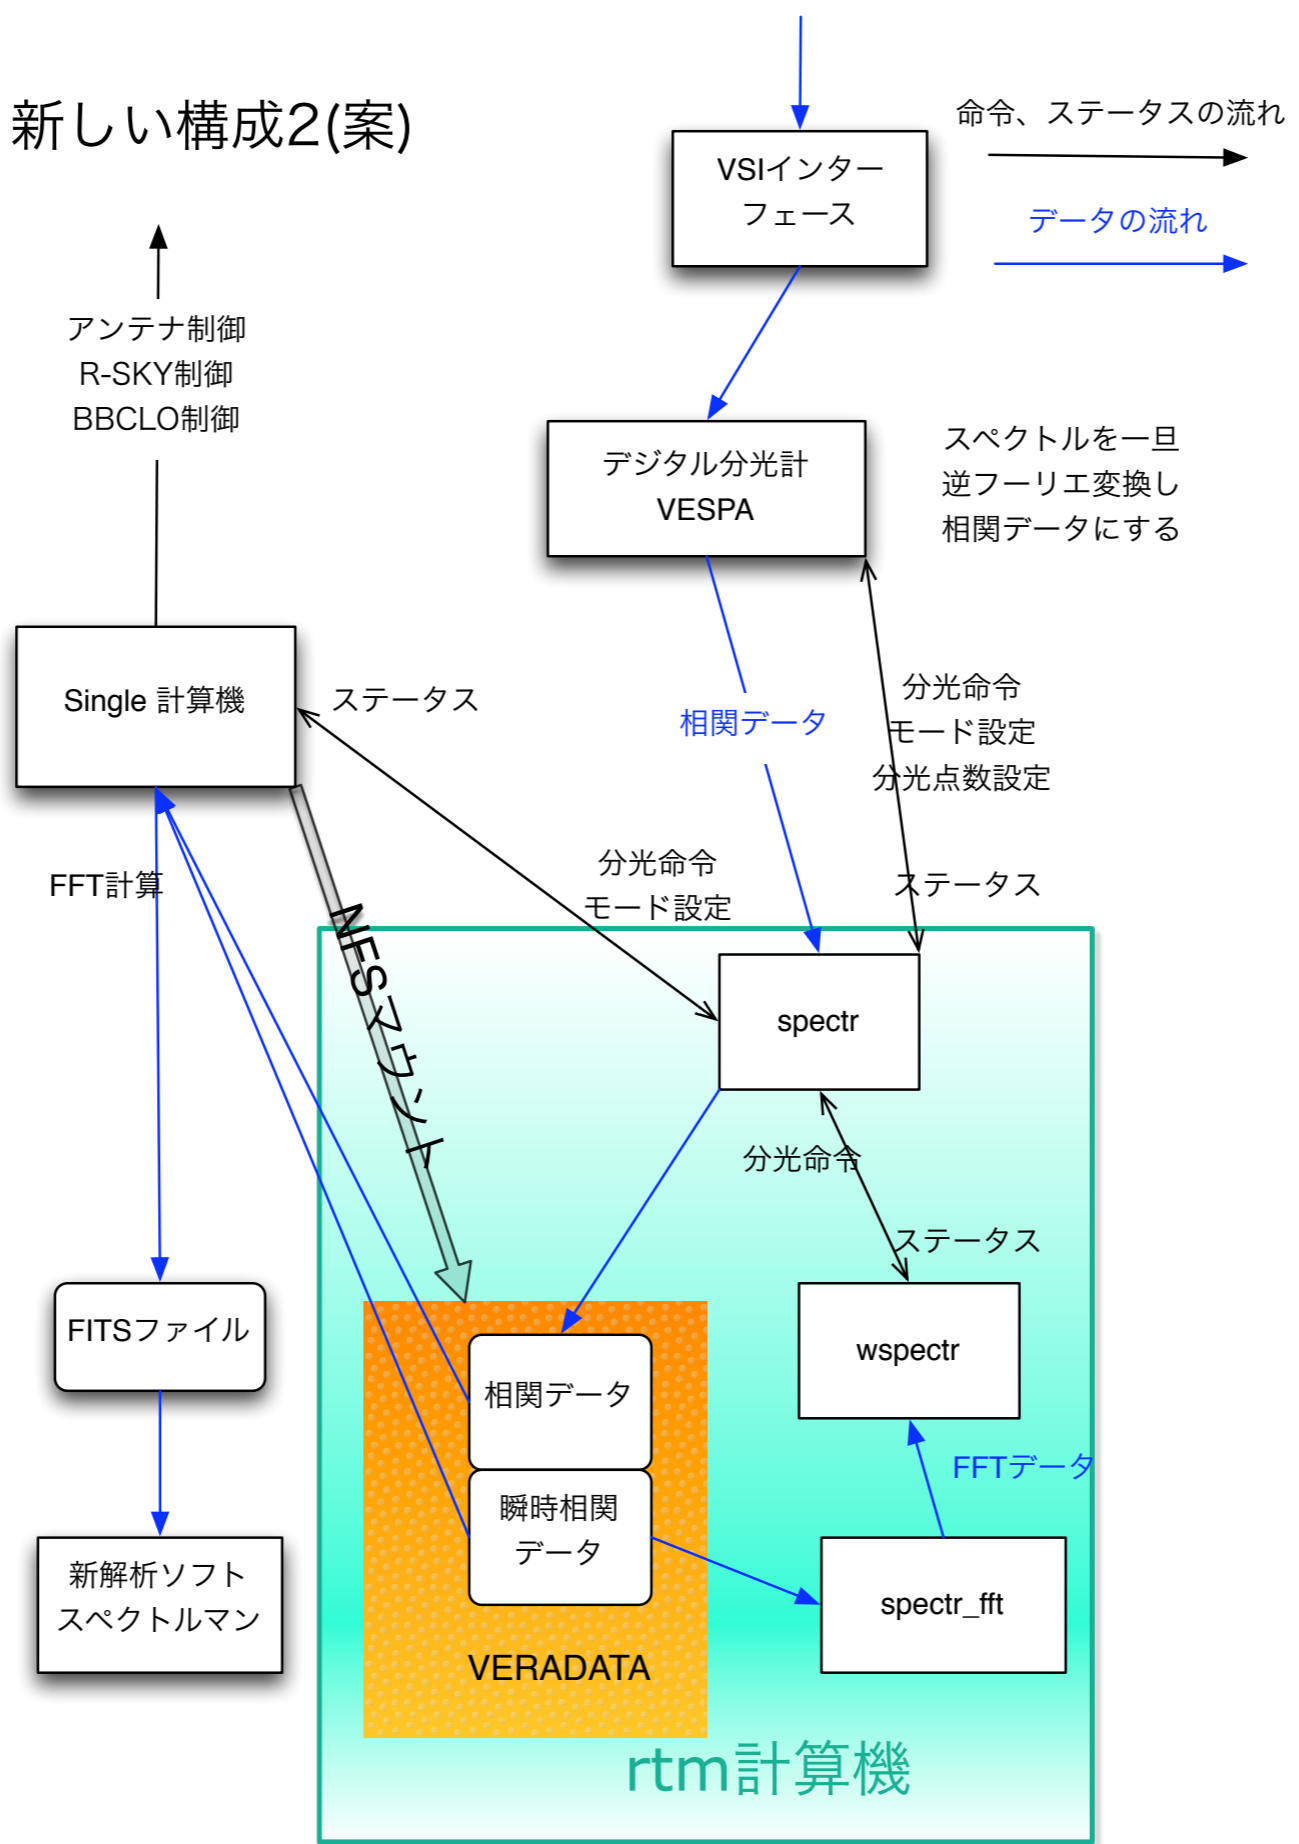 新しい構成2(案)
命令、ステータスの流れ
データの流れ
VSIインター
フェース
アンテナ制御
R-SKY制御
BBCLO制御
デジタル分光計
VESPA
スペクトルを一旦
逆フーリエ変換し
相関データにする
Single 計算機
ステータス
相関データ
分光命令
モード設定
分光点数設定
FFT計算
分光命令
モード設定
ステータス
NFSマウント
spectr
分光命令
ステータス
FITSファイル
相関データ
wspectr
FFTデータ
瞬時相関
データ
新解析ソフト
スペクトルマン
spectr_fft
VERADATA
rtm計算機